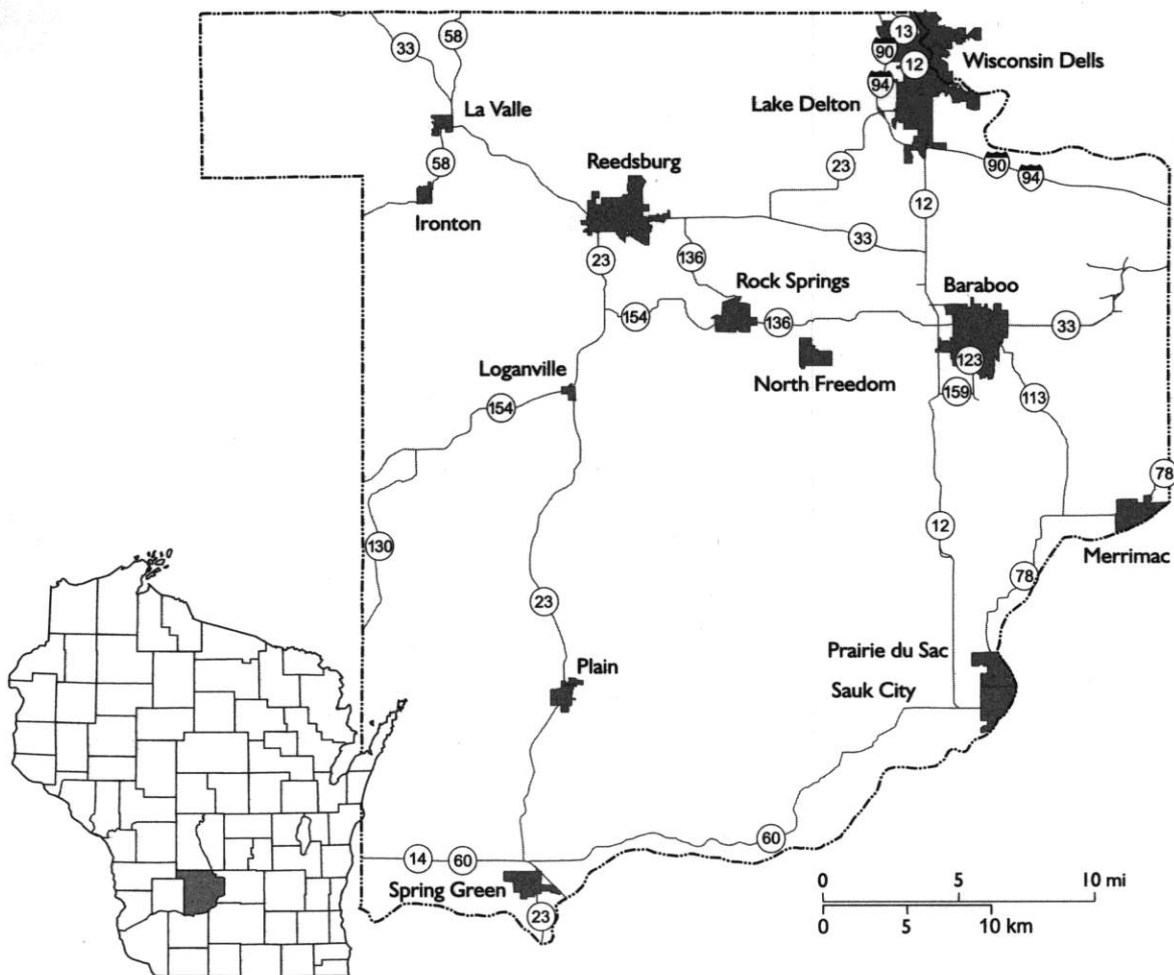 13
33
58
90
12
Wisconsin Dells
94
Lake Delton
La Valle
58
Reedsburg
23
90
94
Ironton
12
33
23
136
Rock Springs
Baraboo
154
136
33
Loganville
North Freedom
123
159
113
154
78
12
130
Merrimac
78
23
Prairie du Sac
Plain
Sauk City
60
14
60
Spring Green
0
5
10 mi
23
0
5
10 km